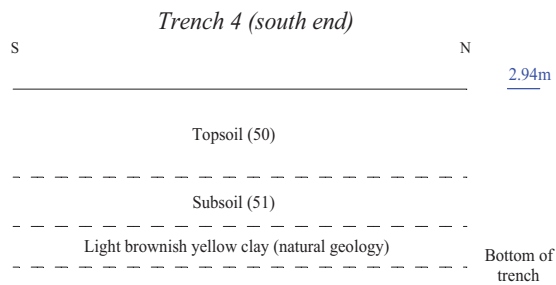 Trench 4 (south end)
S
N
2.94m
Topsoil (50)
Subsoil (51)
Light brownish yellow clay (natural geology)
Bottom of
trench